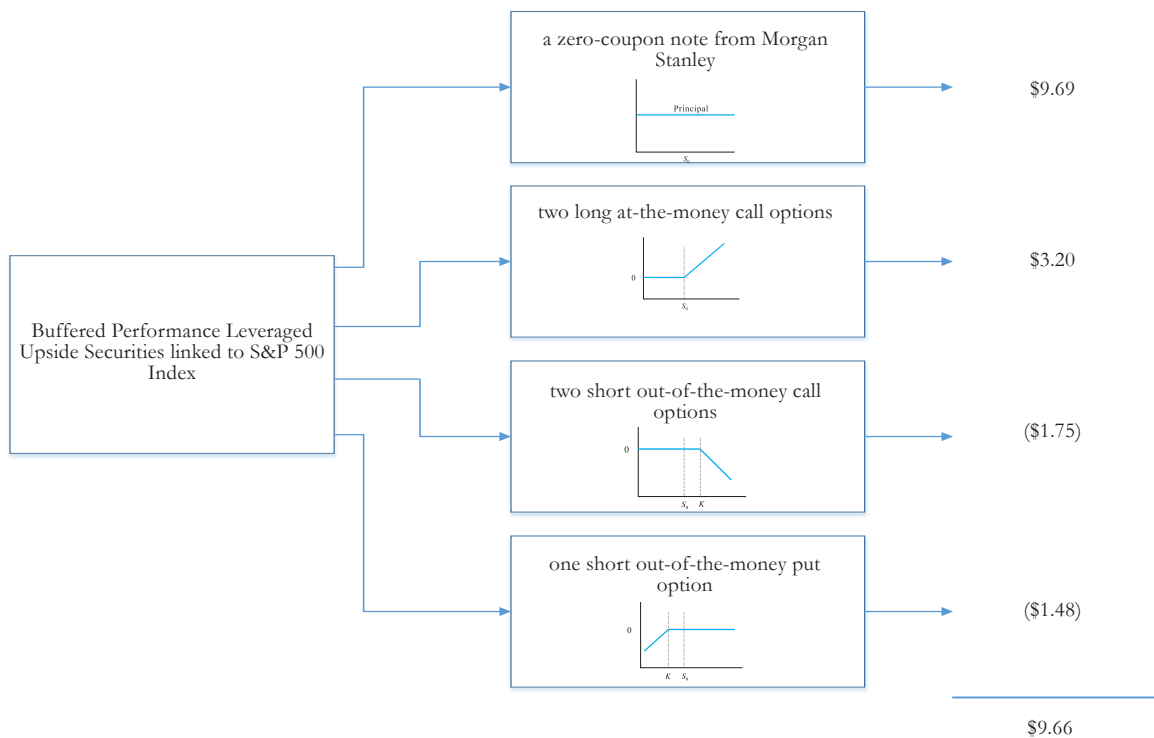 a zero-coupon note from Morgan
Stanley
Principal
S₀
$9.69
two long at-the-money call options
0
S₀
$3.20
Buffered Performance Leveraged
Upside Securities linked to S&P 500
Index
two short out-of-the-money call
options
0
S₀ K
($1.75)
one short out-of-the-money put
option
0
K S₀
($1.48)
$9.66